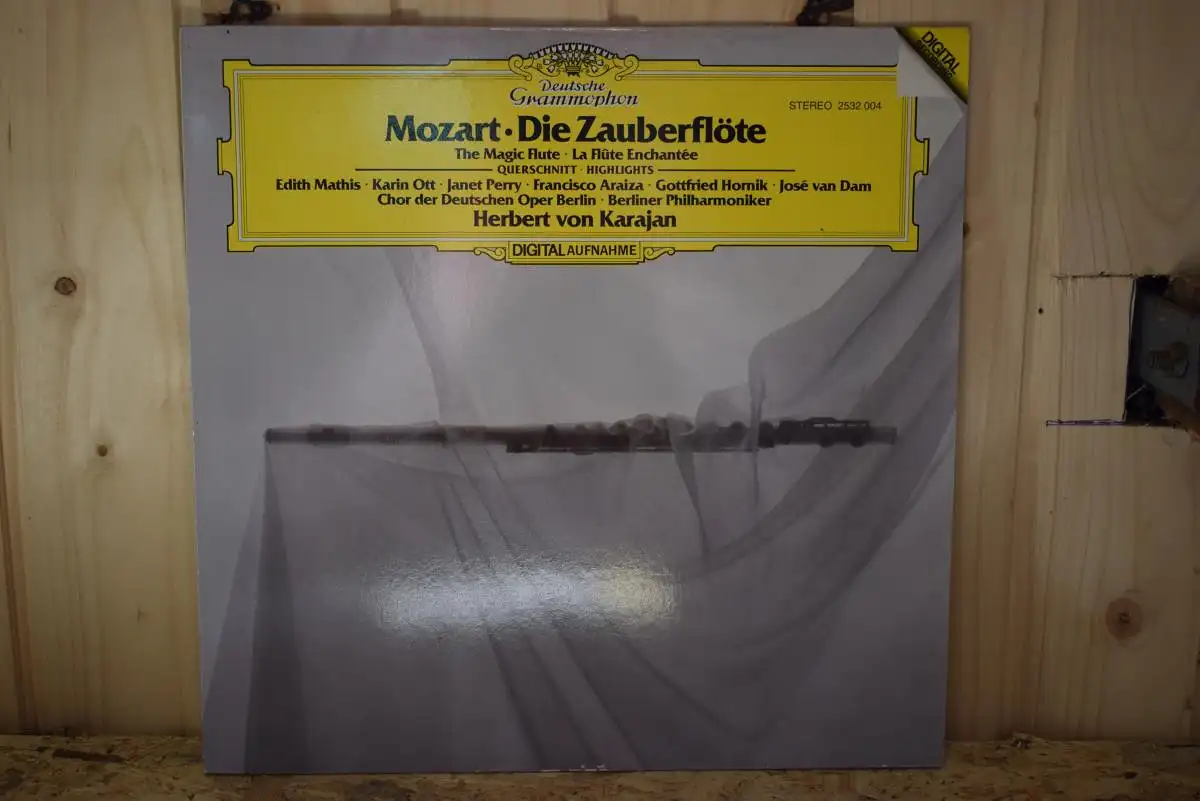 Deutsche
Grammophon
DIGITAL
RECORDING
STEREO 2532 004
Mozart · Die Zauberflöte
The Magic Flute · La Flûte Enchantée
QUERSCHNITT · HIGHLIGHTS
Edith Mathis · Karin Ott · Janet Perry · Francisco Araiza · Gottfried Hornik · José van Dam
Chor der Deutschen Oper Berlin · Berliner Philharmoniker
Herbert von Karajan
DIGITAL AUFNAHME